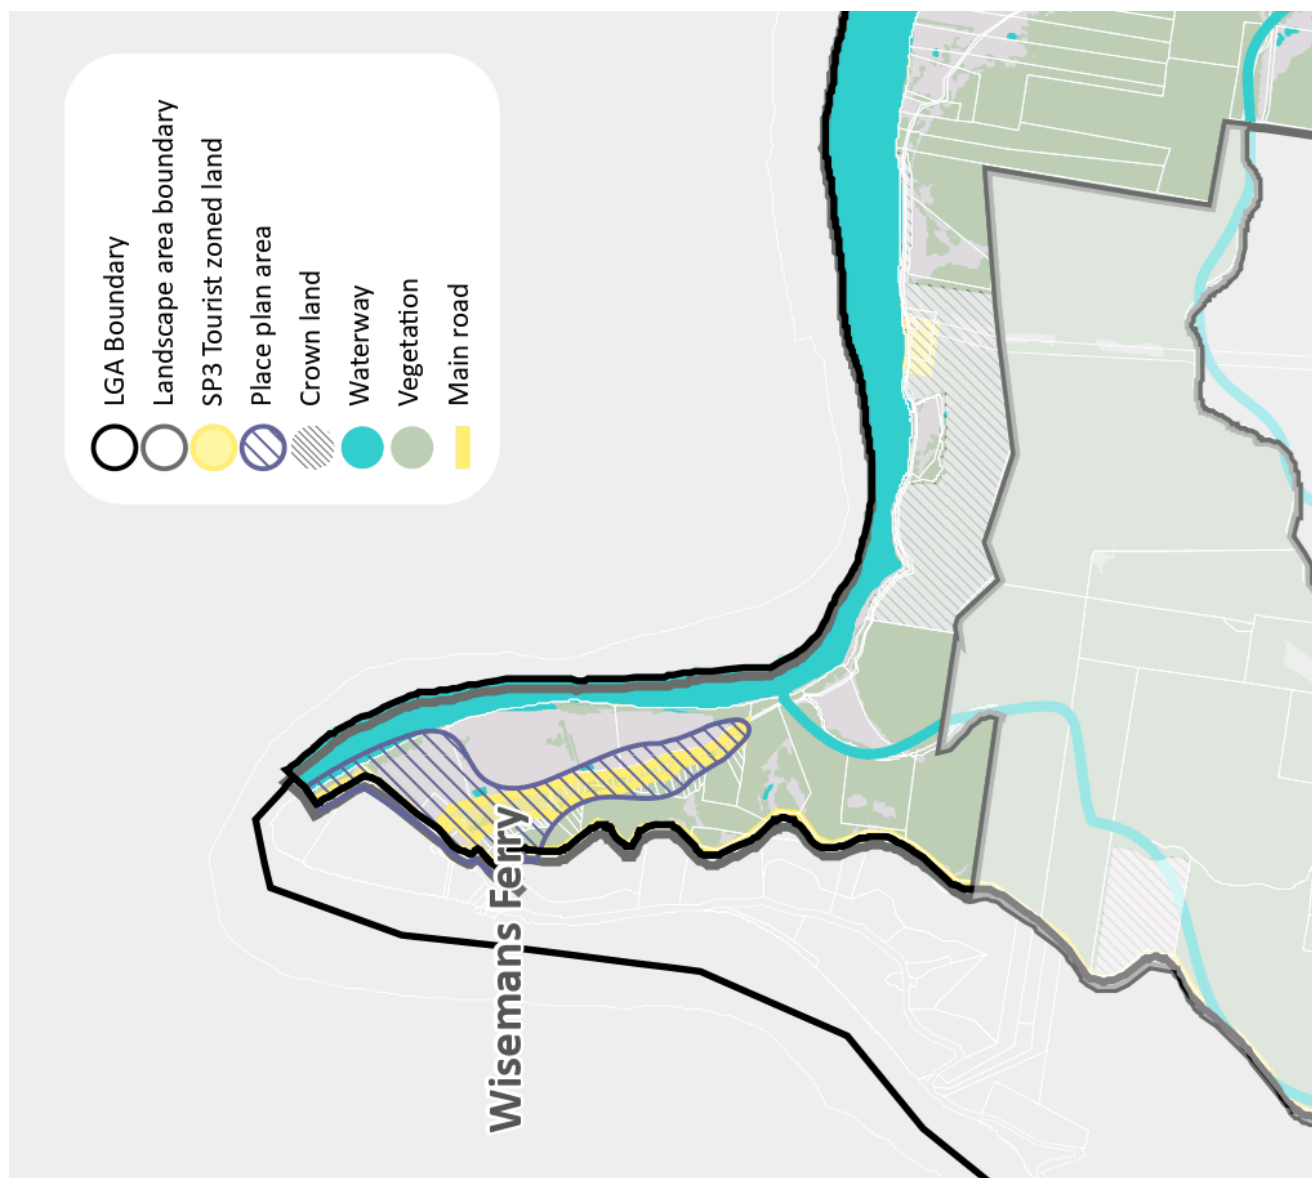 LGA Boundary
Landscape area boundary
SP3 Tourist zoned land
Place plan area
Crown land
Waterway
Vegetation
Main road
Wisemans Ferry